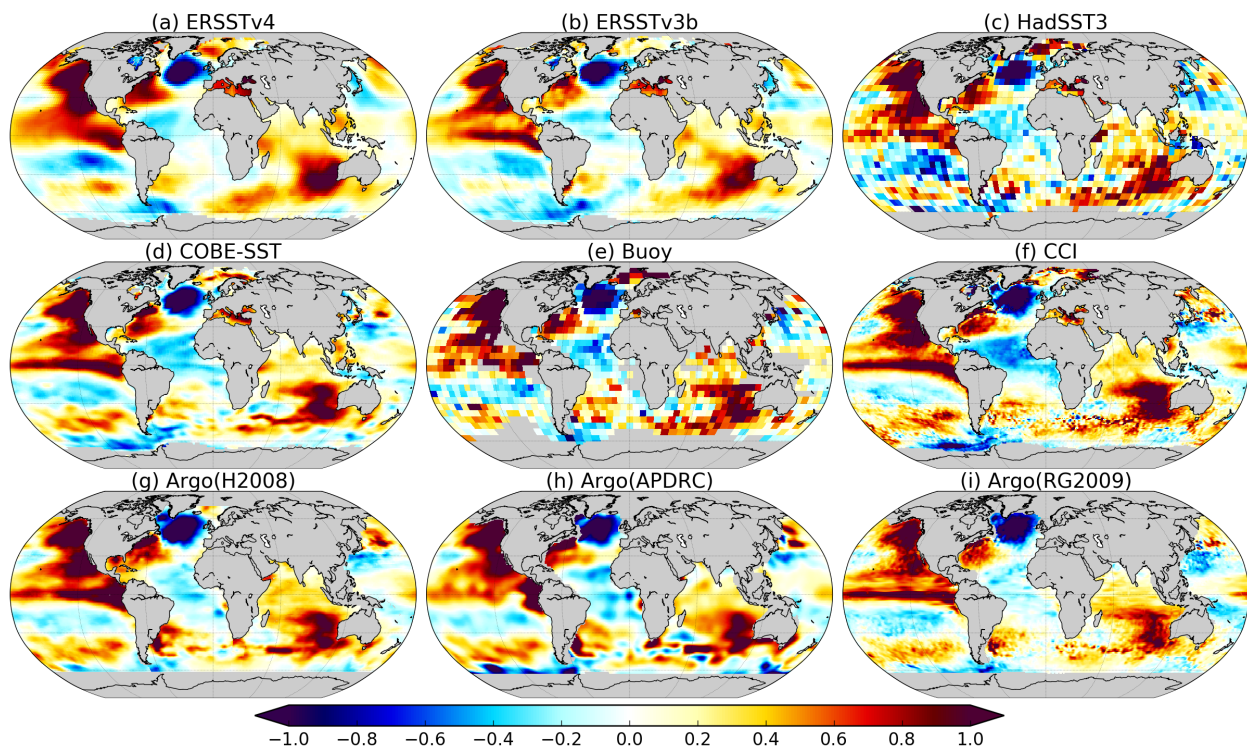 (a) ERSSTv4
(b) ERSSTv3b
(c) HadSST3
(d) COBE-SST
(e) Buoy
(f) CCI
(g) Argo(H2008)
(h) Argo(APDRC)
(i) Argo(RG2009)
−1.0 −0.8 −0.6 −0.4 −0.2 0.0 0.2 0.4 0.6 0.8 1.0